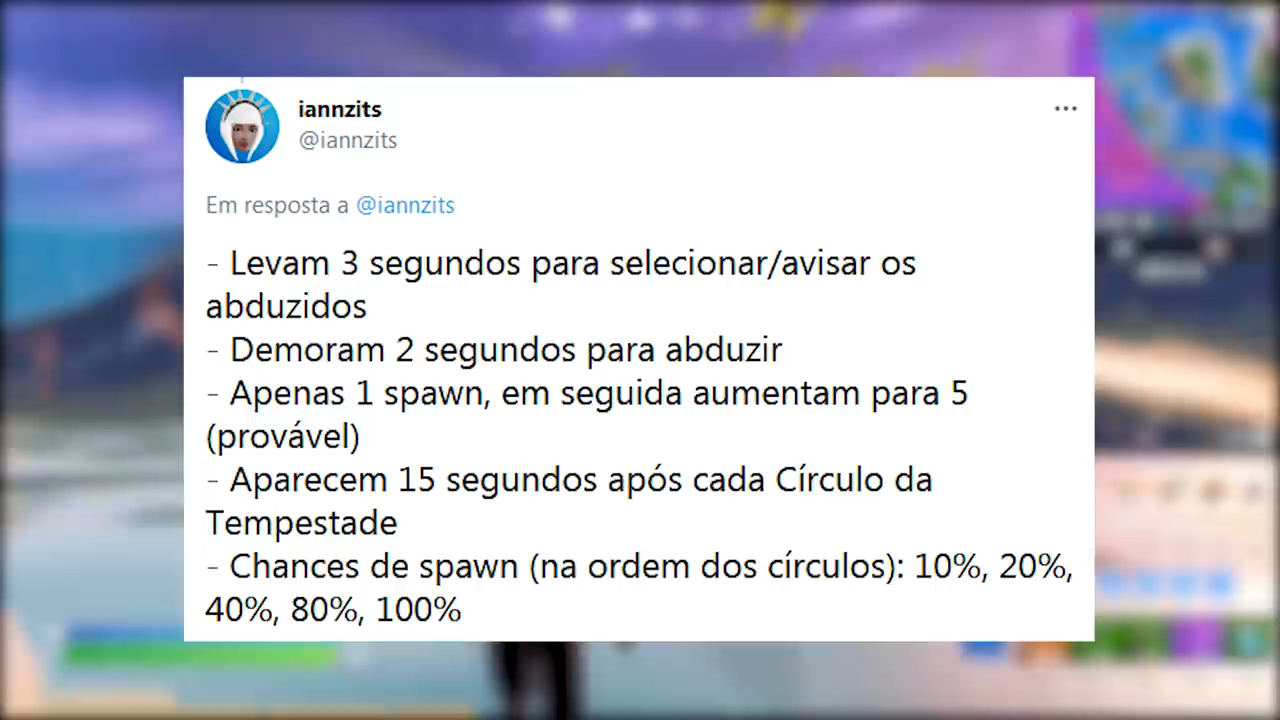 iannzits
@iannzits
Em resposta a @iannzits
- Levam 3 segundos para selecionar/avisar os
abduzidos
- Demoram 2 segundos para abduzir
- Apenas 1 spawn, em seguida aumentam para 5
(provável)
- Aparecem 15 segundos após cada Círculo da
Tempestade
- Chances de spawn (na ordem dos círculos): 10%, 20%,
40%, 80%, 100%